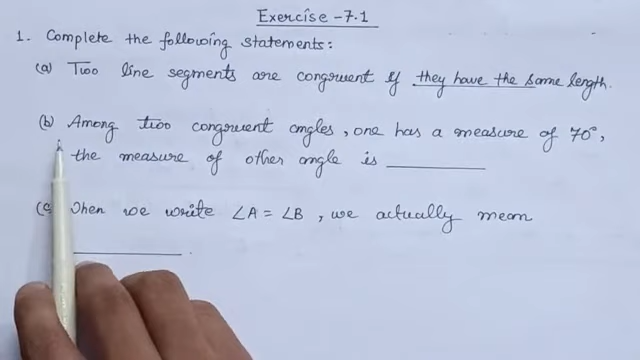 Exercise - 7.1
1. Complete the following statements:
(a) Two line segments are congruent if they have the same length.
(b) Among two congruent angles, one has a measure of 70°,
the measure of other angle is
(c) When we write ∠A = ∠B, we actually mean
.